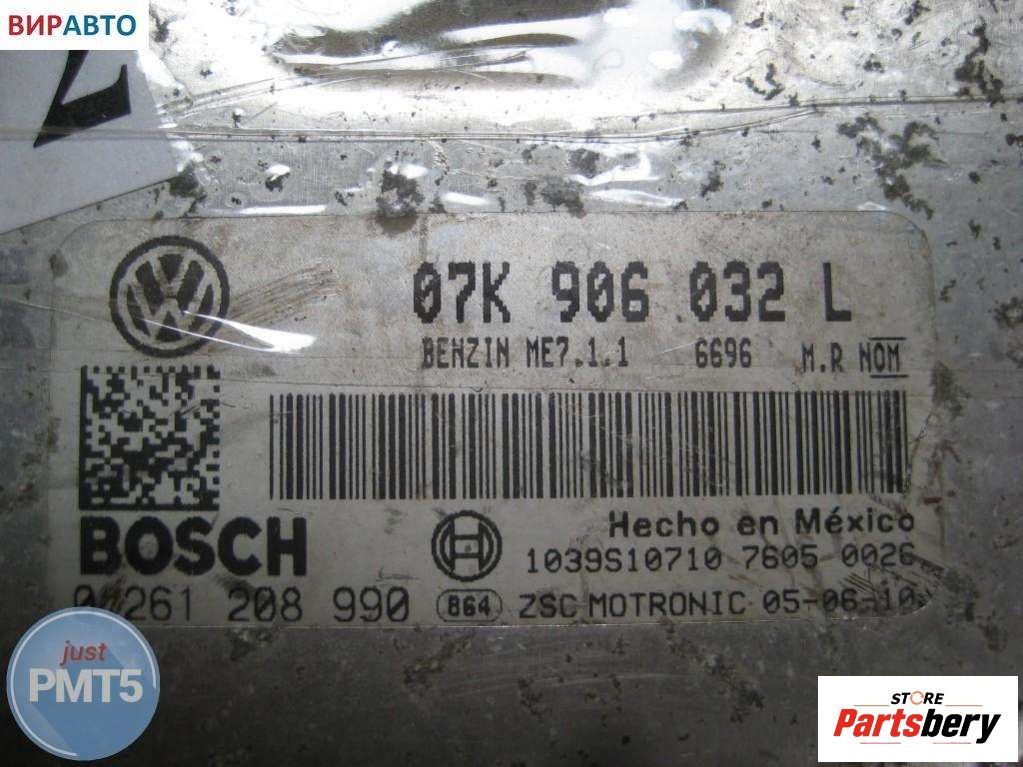 ВИРАВТО
07K 906 032 L
BENZIN ME7.1.1 6696 M.R NOM
BOSCH
Hecho en México
1039S10710 7605 0026
0 261 208 990 864 ZSC MOTRONIC 05-06-10
just
PMT5
STORE
Partsbery